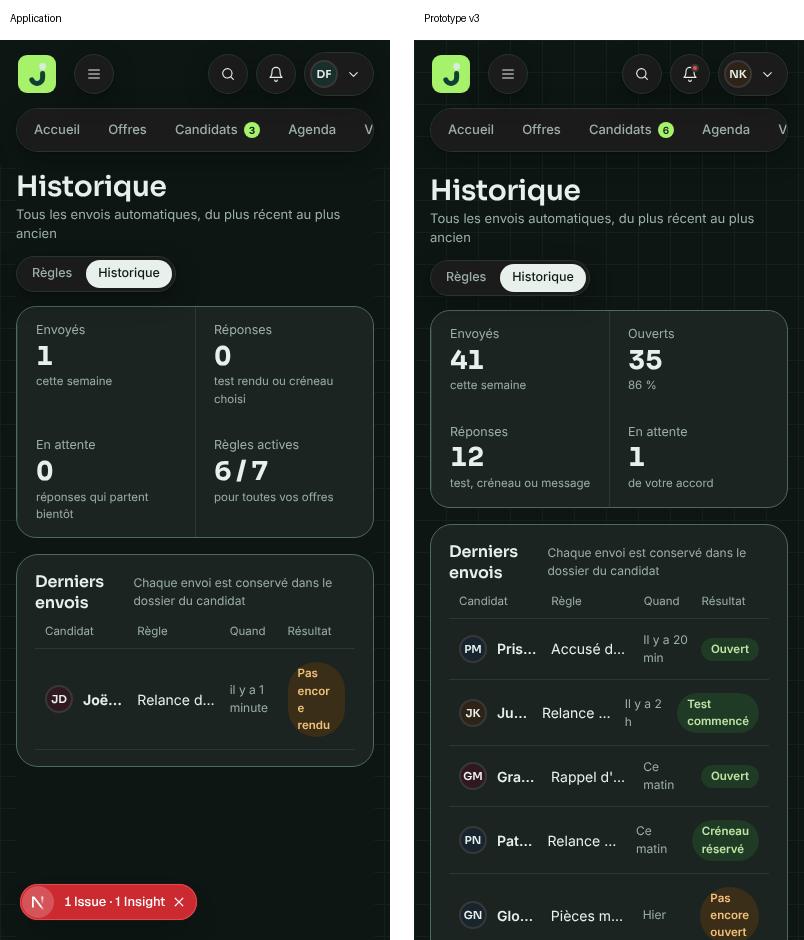 Application
DF
Accueil Offres Candidats 3 Agenda V
Historique
Tous les envois automatiques, du plus récent au plus
ancien
Règles Historique
Envoyés
1
cette semaine
Réponses
0
test rendu ou créneau
choisi
En attente
0
réponses qui partent
bientôt
Règles actives
6/7
pour toutes vos offres
Derniers
envois
Chaque envoi est conservé dans le
dossier du candidat
Candidat Règle Quand Résultat
JD Joë... Relance d...
il y a 1
minute
Pas
encor
e
rendu
N 1 Issue · 1 Insight
Prototype v3
NK
Accueil Offres Candidats 6 Agenda V
Historique
Tous les envois automatiques, du plus récent au plus
ancien
Règles Historique
Envoyés
41
cette semaine
Ouverts
35
86 %
Réponses
12
test, créneau ou message
En attente
1
de votre accord
Derniers
envois
Chaque envoi est conservé dans le
dossier du candidat
Candidat Règle Quand Résultat
PM Pris... Accusé d...
Il y a 20
min
Ouvert
JK Ju... Relance ...
Il y a 2
h
Test
commencé
GM Gra... Rappel d'...
Ce
matin
Ouvert
PN Pat... Relance ...
Ce
matin
Créneau
réservé
GN Glo... Pièces m...
Hier
Pas
encore
ouvert